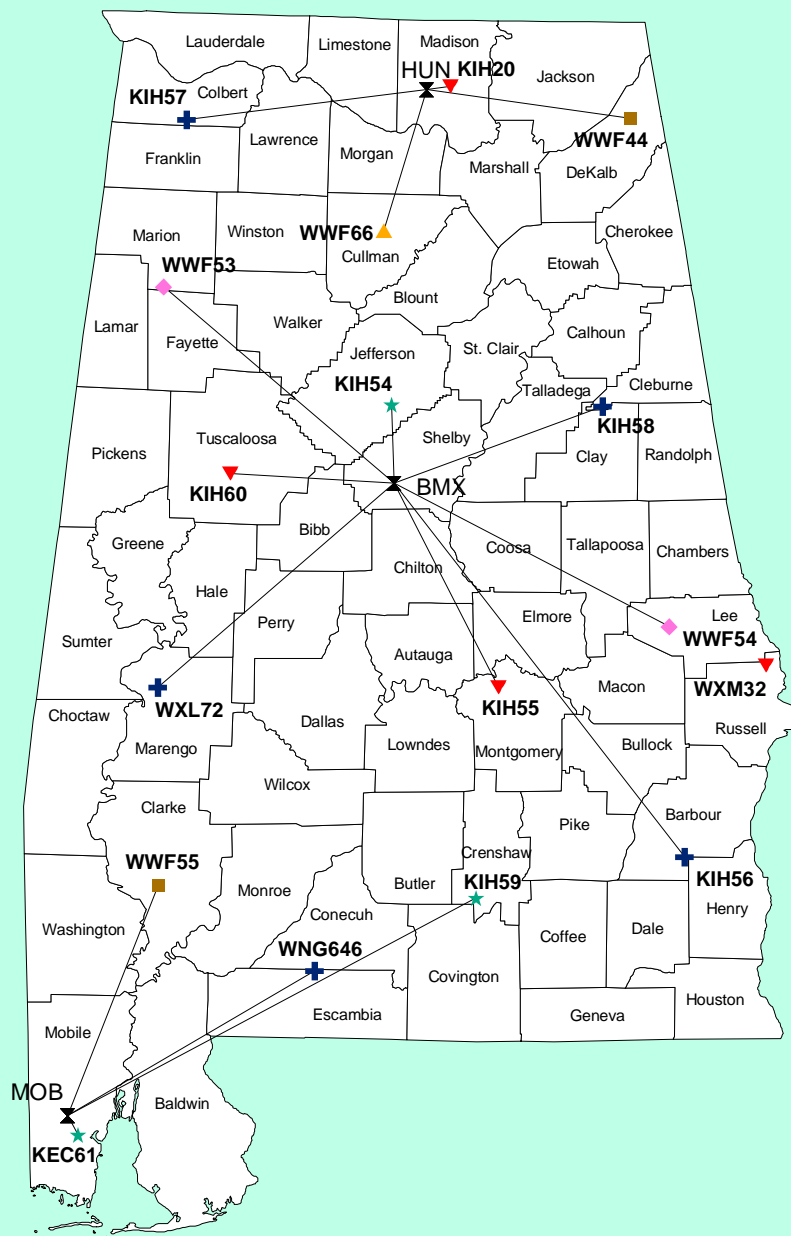 Lauderdale
Limestone
Madison
HUN
KIH20
Jackson
KIH57
Colbert
WWF44
Lawrence
Franklin
Morgan
Marshall
DeKalb
Marion
Winston
WWF66
Cullman
Cherokee
WWF53
Etowah
Blount
Lamar
Fayette
Walker
Calhoun
St. Clair
Jefferson
KIH54
Talladega
Cleburne
KIH58
Pickens
Tuscaloosa
Shelby
Clay
Randolph
KIH60
BMX
Bibb
Greene
Coosa
Tallapoosa
Chambers
Chilton
Hale
Perry
Elmore
Lee
WWF54
Sumter
Autauga
Macon
WXM32
Choctaw
WXL72
KIH55
Dallas
Russell
Marengo
Lowndes
Montgomery
Bullock
Wilcox
Clarke
Barbour
Pike
WWF55
Crenshaw
KIH59
KIH56
Monroe
Butler
Conecuh
Henry
Washington
WNG646
Coffee
Dale
Covington
Houston
Mobile
Escambia
Geneva
MOB
Baldwin
KEC61